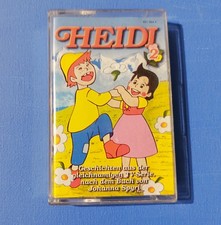 HEIDI
2
Geschichten aus der
gleichnamigen TV Serie
nach dem Buch von
Johanna Spyri